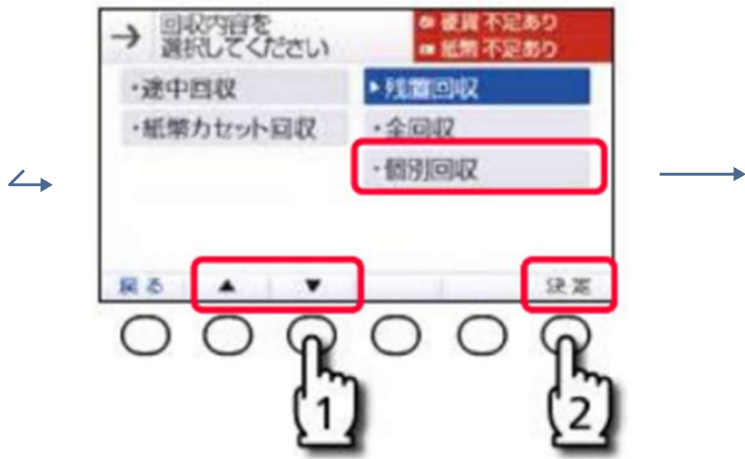 → 回収内容を
選択してください
硬貨 不足あり
紙幣 不足あり
・途中回収
▶残置回収
・紙幣カセット回収
・全回収
・個別回収
戻る ▲ ▼ 決定
1
2